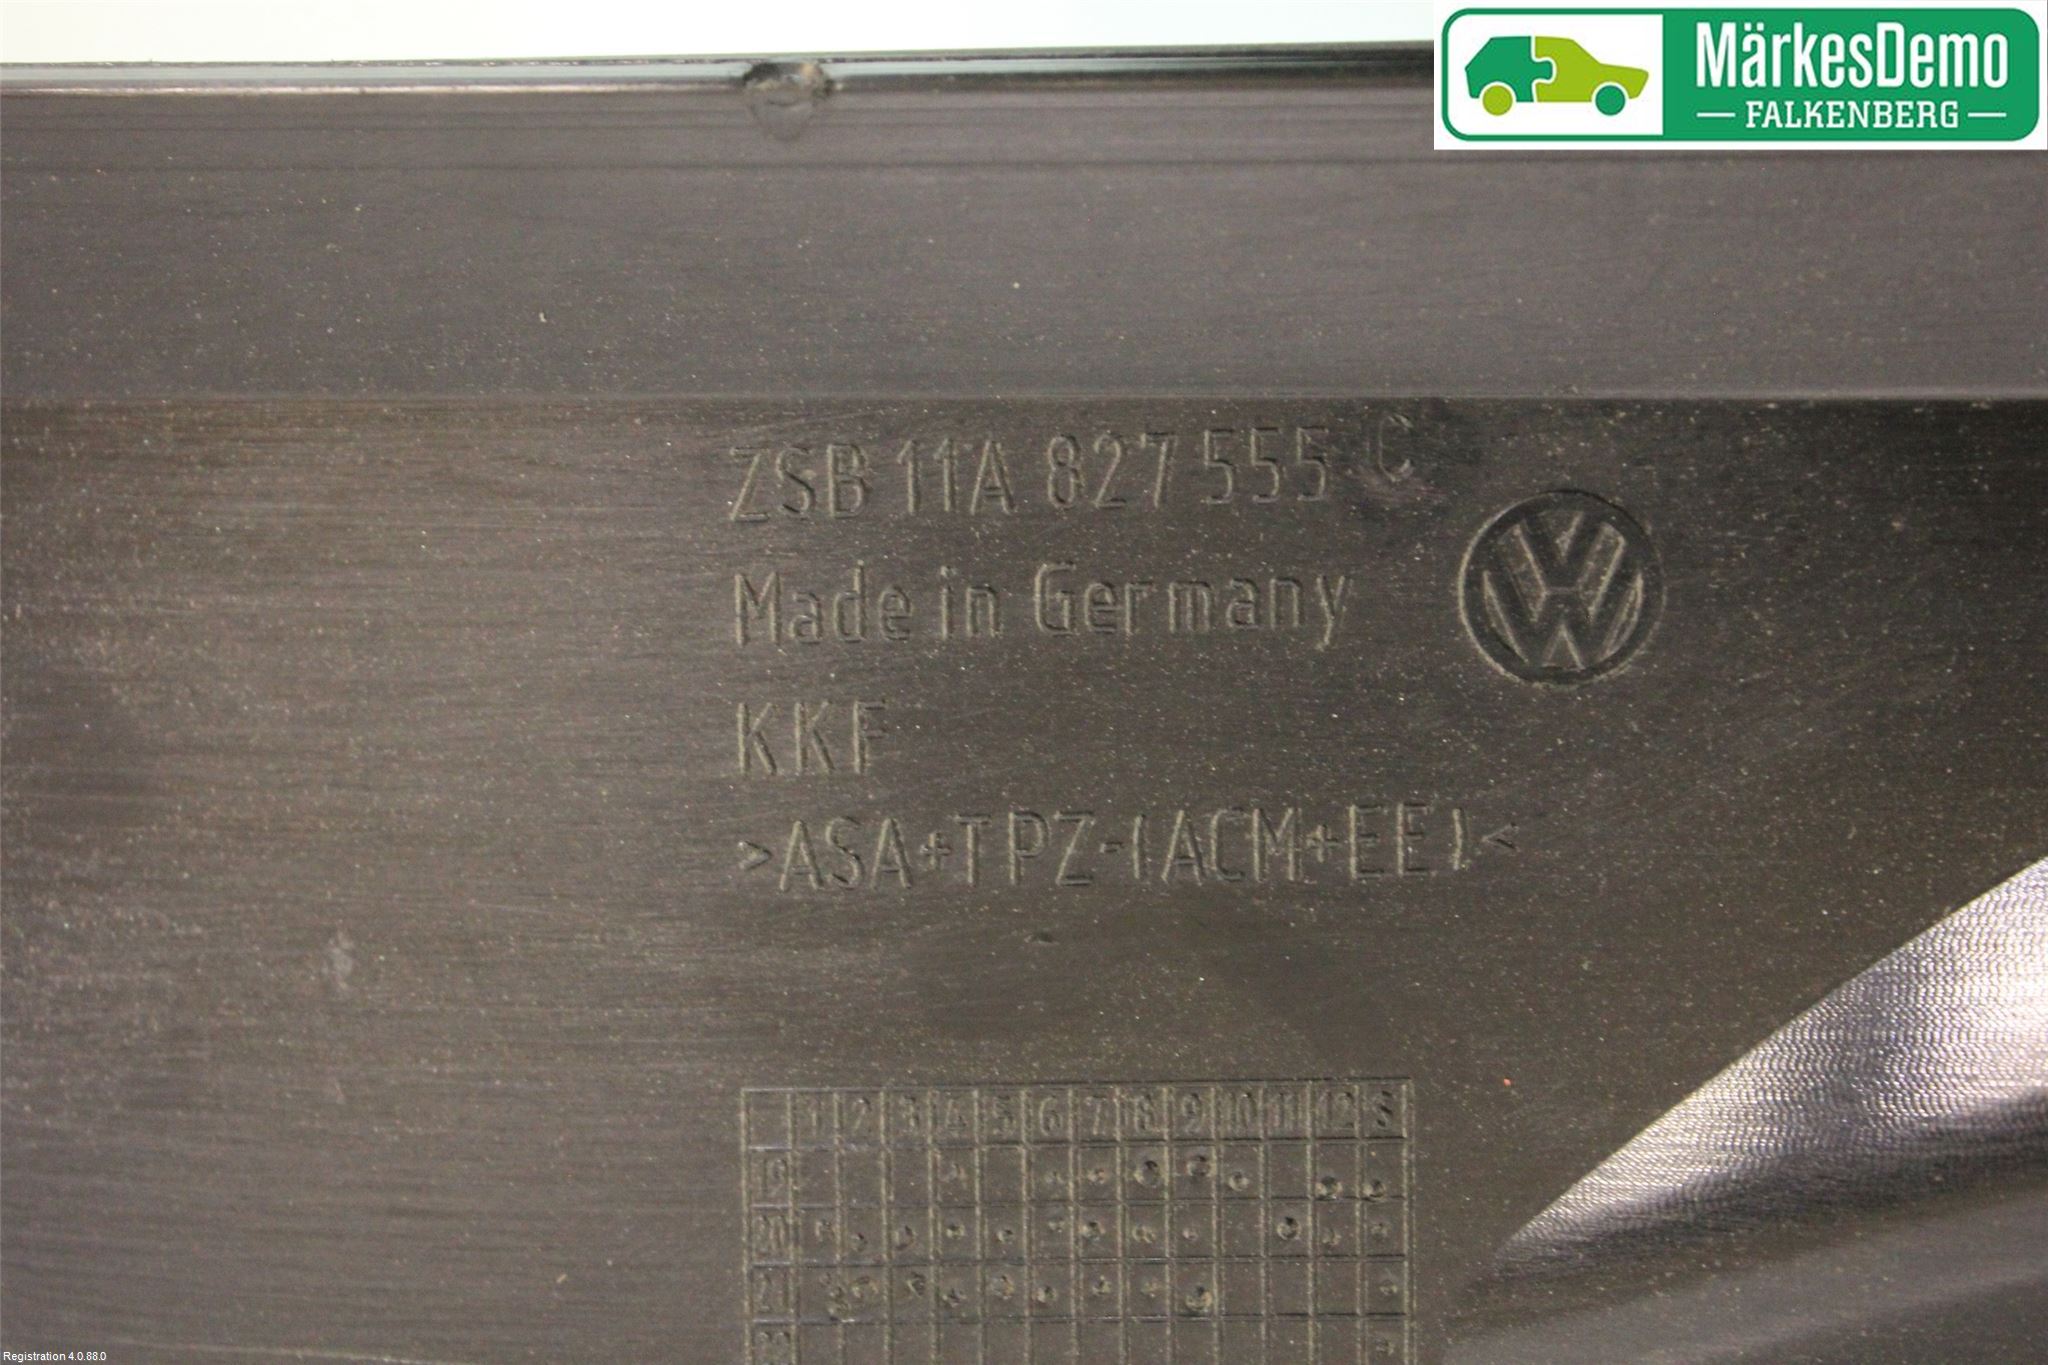 MärkesDemo
FALKENBERG
ZSB 11A 827 555 C
Made in Germany
KKF
>ASA+TPZ-(ACM+EE)<
1 2 3 4 5 6 7 8 9 10 11 12 S
19
20
21
Registration 4.0.88.0